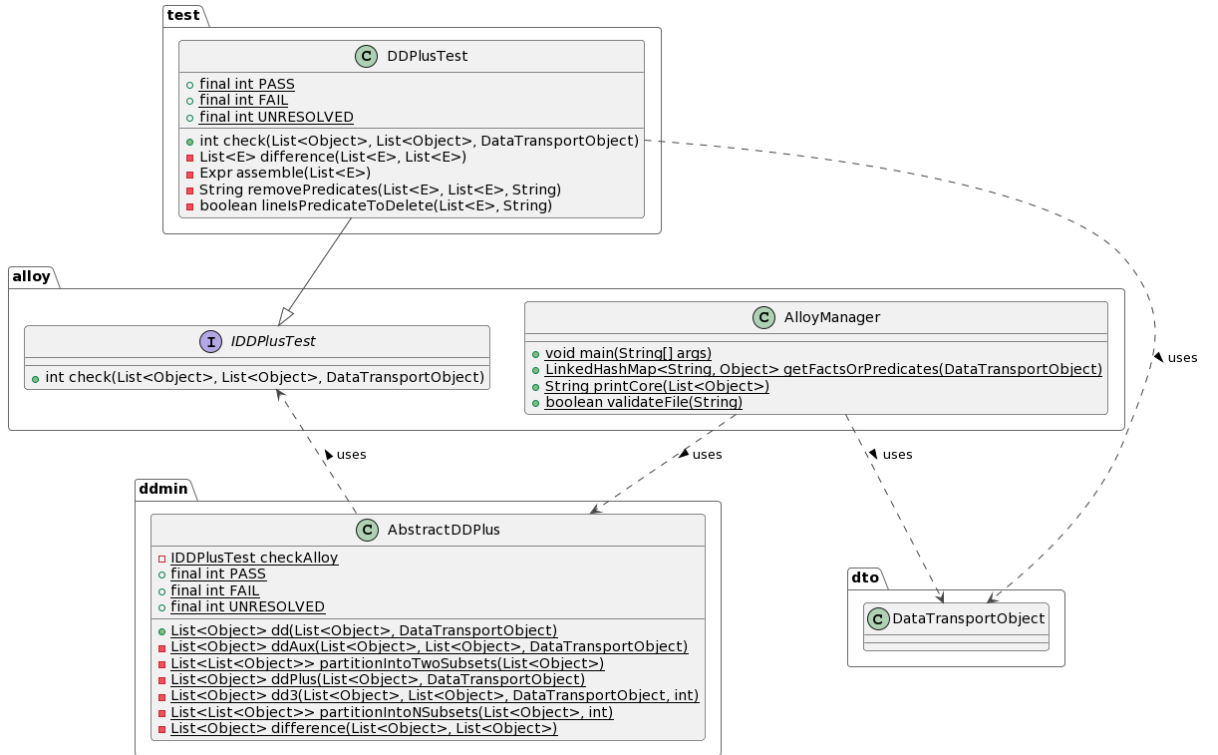 test
C DDPlusTest
final int PASS
final int FAIL
final int UNRESOLVED
int check(List<Object>, List<Object>, DataTransportObject)
List<E> difference(List<E>, List<E>)
Expr assemble(List<E>)
String removePredicates(List<E>, List<E>, String)
boolean lineIsPredicateToDelete(List<E>, String)
alloy
I IDDPlusTest
int check(List<Object>, List<Object>, DataTransportObject)
C AlloyManager
void main(String[] args)
LinkedHashMap<String, Object> getFactsOrPredicates(DataTransportObject)
String printCore(List<Object>)
boolean validateFile(String)
uses
uses
uses
uses
ddmin
C AbstractDDPlus
IDDPlusTest checkAlloy
final int PASS
final int FAIL
final int UNRESOLVED
List<Object> dd(List<Object>, DataTransportObject)
List<Object> ddAux(List<Object>, List<Object>, DataTransportObject)
List<List<Object>> partitionIntoTwoSubsets(List<Object>)
List<Object> ddPlus(List<Object>, DataTransportObject)
List<Object> dd3(List<Object>, List<Object>, DataTransportObject, int)
List<List<Object>> partitionIntoNSubsets(List<Object>, int)
List<Object> difference(List<Object>, List<Object>)
dto
C DataTransportObject